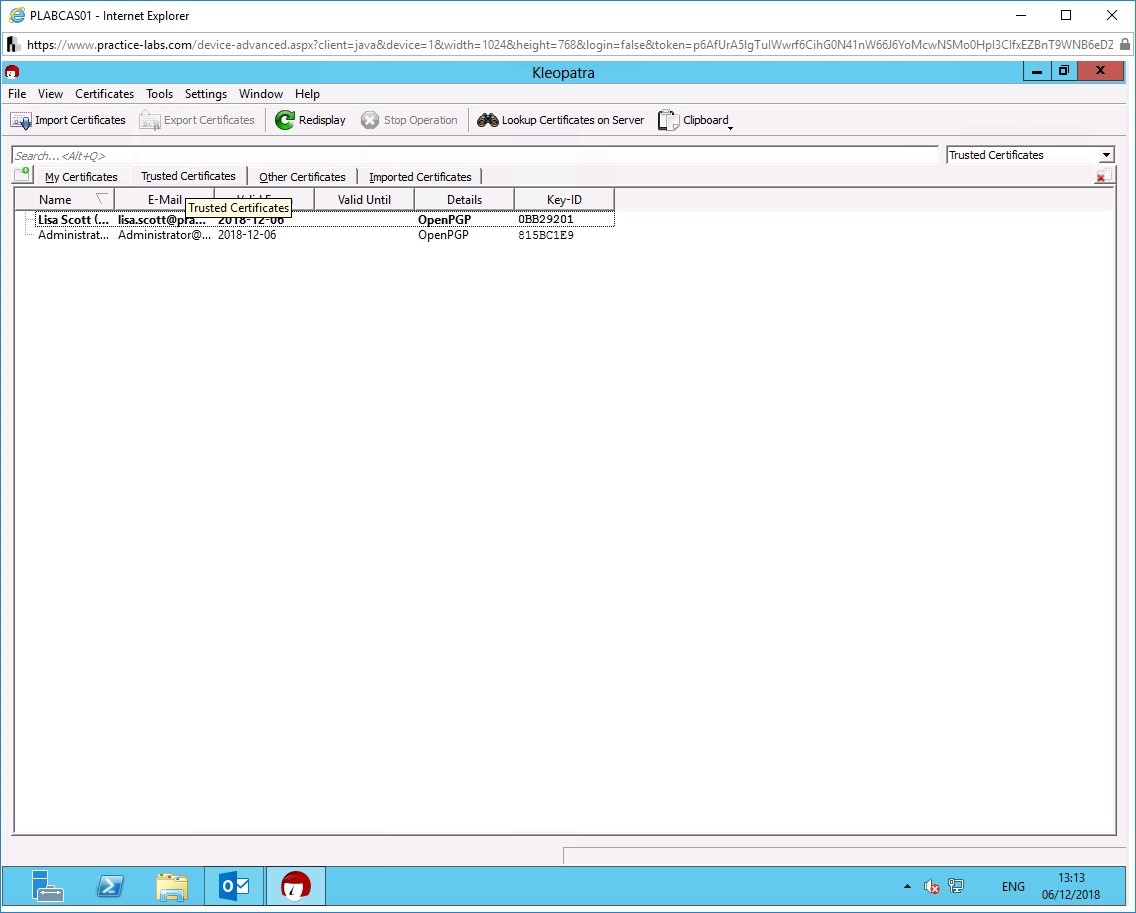 PLABCAS01 - Internet Explorer
https://www.practice-labs.com/device-advanced.aspx?client=java&device=1&width=1024&height=768&login=false&token=p6AfUrA5IgTulWwrf6CihG0N41nW66J6YoMcwNSMo0HpI3ClfxEZBnT9WNB6eDZ
Kleopatra
File View Certificates Tools Settings Window Help
Import Certificates Export Certificates Redisplay Stop Operation Lookup Certificates on Server Clipboard
Search...<Alt+Q> Trusted Certificates
My Certificates Trusted Certificates Other Certificates Imported Certificates
Name E-Mail Valid Until Details Key-ID
Trusted Certificates
Lisa Scott (... lisa.scott@pra... 2018-12-06 OpenPGP 0BB29201
Administrat... Administrator@... 2018-12-06 OpenPGP 815BC1E9
ENG 13:13
06/12/2018